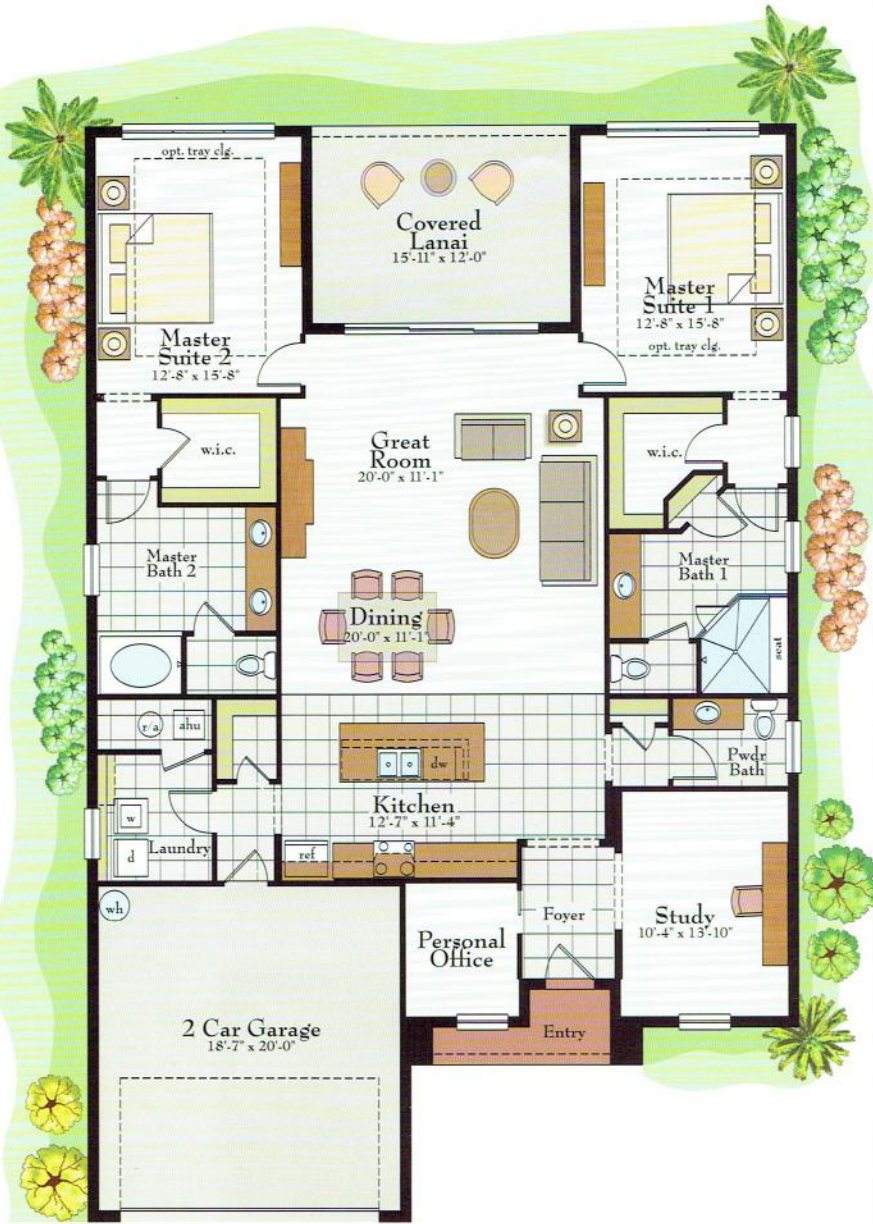 opt. tray clg.
Covered
Lanai
15'-11" x 12'-0"
Master
Suite 1
12'-8" x 15'-8"
opt. tray clg.
Master
Suite 2
12'-8" x 15'-8"
w.i.c.
Great
Room
20'-0" x 11'-1"
w.i.c.
Master
Bath 2
Master
Bath 1
Dining
20'-0" x 11'-1"
seat
r/a
ahu
dw
Pwdr
Bath
Kitchen
12'-7" x 11'-4"
w
d
Laundry
ref
wh
Foyer
Study
10'-4" x 13'-10"
Personal
Office
2 Car Garage
18'-7" x 20'-0"
Entry